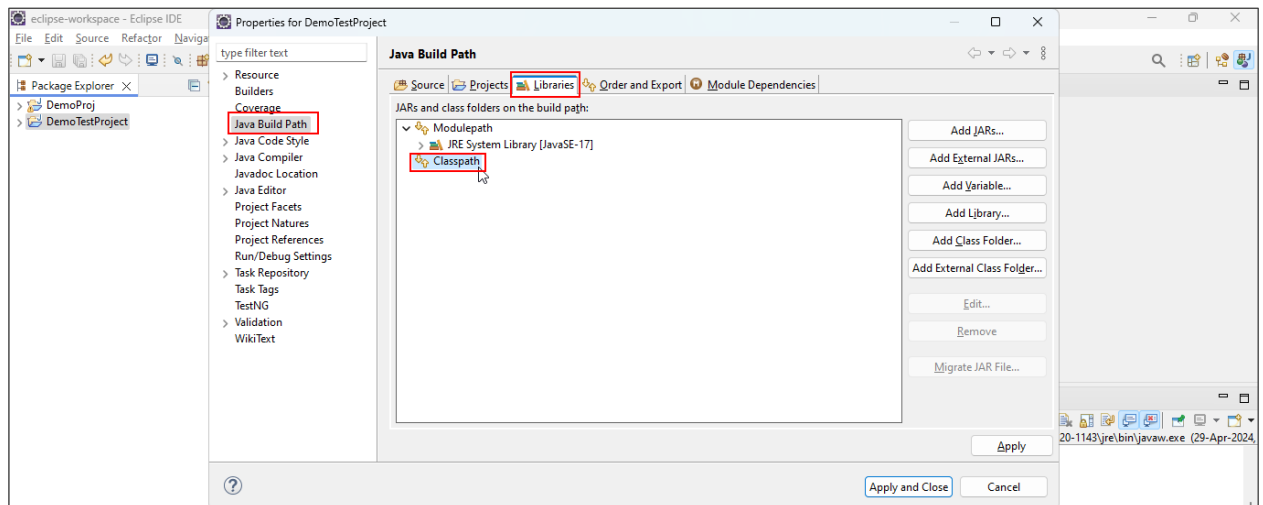 eclipse-workspace - Eclipse IDE
File Edit Source Refactor Naviga
Package Explorer
DemoProj
DemoTestProject
Properties for DemoTestProject
type filter text
Resource
Builders
Coverage
Java Build Path
Java Code Style
Java Compiler
Javadoc Location
Java Editor
Project Facets
Project Natures
Project References
Run/Debug Settings
Task Repository
Task Tags
TestNG
Validation
WikiText
Java Build Path
Source Projects Libraries Order and Export Module Dependencies
JARs and class folders on the build path:
Modulepath
JRE System Library [JavaSE-17]
Classpath
Add JARs...
Add External JARs...
Add Variable...
Add Library...
Add Class Folder...
Add External Class Folder...
Edit...
Remove
Migrate JAR File...
Apply
Apply and Close Cancel
20-1143\jre\bin\javaw.exe (29-Apr-2024,